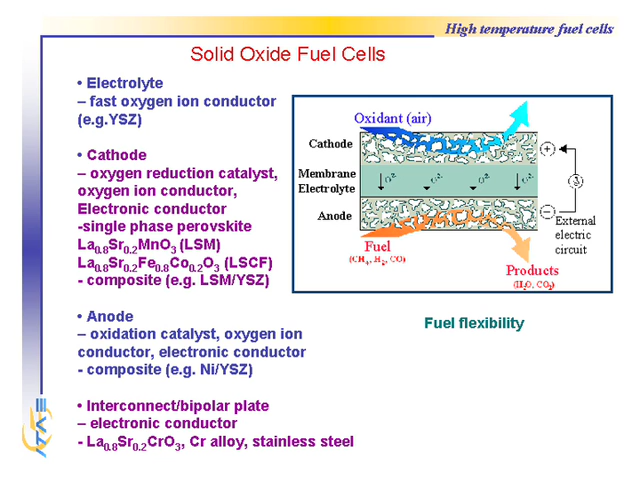 High temperature fuel cells
Solid Oxide Fuel Cells
• Electrolyte
– fast oxygen ion conductor
(e.g.YSZ)
• Cathode
– oxygen reduction catalyst,
oxygen ion conductor,
Electronic conductor
-single phase perovskite
La0.8Sr0.2MnO3 (LSM)
La0.8Sr0.2Fe0.8Co0.2O3 (LSCF)
- composite (e.g. LSM/YSZ)
• Anode
– oxidation catalyst, oxygen ion
conductor, electronic conductor
- composite (e.g. Ni/YSZ)
• Interconnect/bipolar plate
– electronic conductor
- La0.8Sr0.2CrO3, Cr alloy, stainless steel
Oxidant (air)
Cathode
+
Membrane
Electrolyte
O2- O2- O2- O2-
Anode
–
External
electric
circuit
Fuel
(CH4, H2, CO)
Products
(H2O, CO2)
Fuel flexibility
ITAE